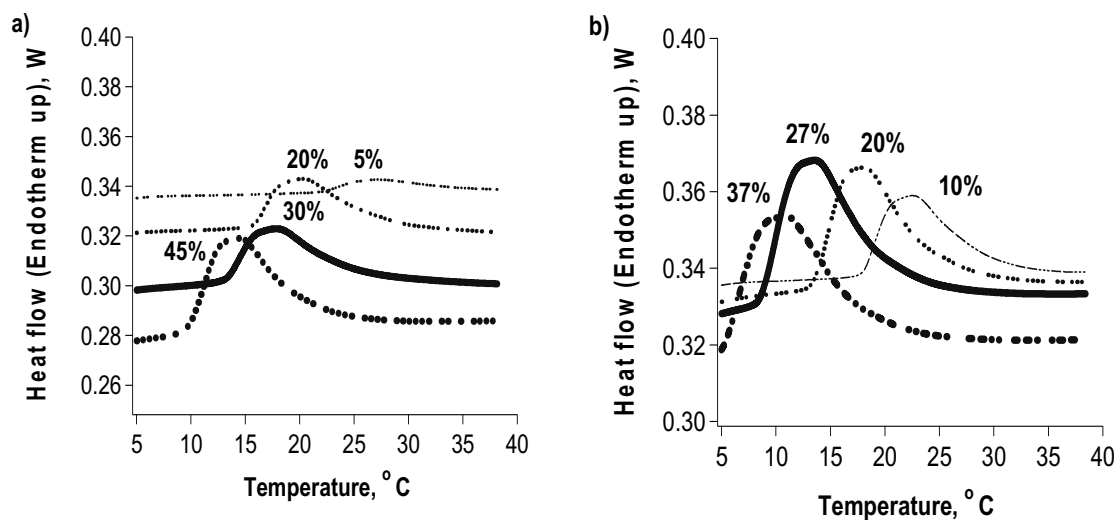 a)
Heat flow (Endotherm up), W
0.40
0.38
0.36
0.34
0.32
0.30
0.28
0.26
20%
5%
30%
45%
5 10 15 20 25 30 35 40
Temperature, °C
b)
Heat flow (Endotherm up), W
0.40
0.38
0.36
0.34
0.32
0.30
27%
20%
37%
10%
5 10 15 20 25 30 35 40
Temperature, °C